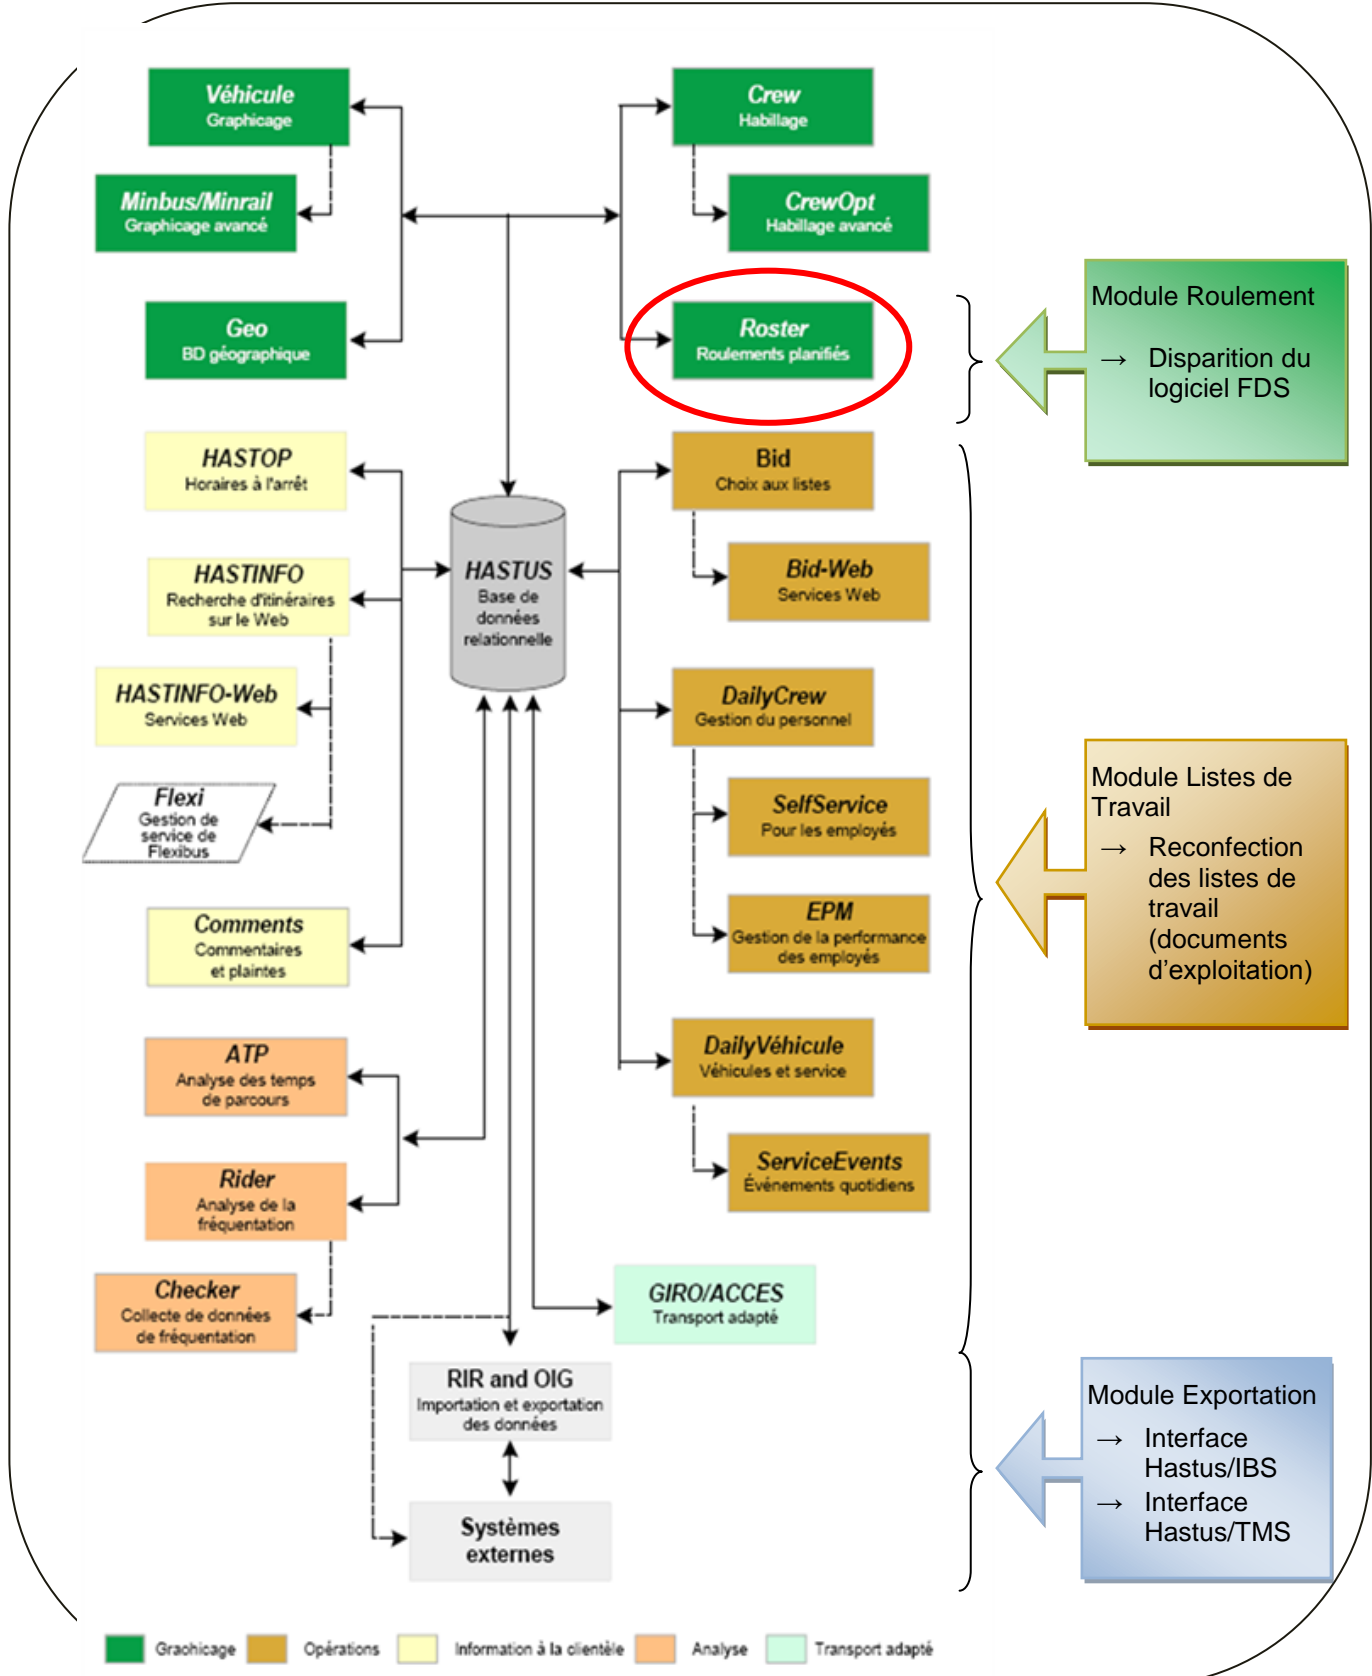 Véhicule
Graphicage
Minbus/Minrail
Graphicage avancé
Geo
BD géographique
Crew
Habillage
CrewOpt
Habillage avancé
Roster
Roulements planifiés
Module Roulement
→ Disparition du
logiciel FDS
HASTOP
Horaires à l'arrêt
HASTINFO
Recherche d'itinéraires
sur le Web
HASTINFO-Web
Services Web
Flexi
Gestion de
service de
Flexibus
Comments
Commentaires
et plaintes
HASTUS
Base de
données
relationnelle
Bid
Choix aux listes
Bid-Web
Services Web
DailyCrew
Gestion du personnel
SelfService
Pour les employés
EPM
Gestion de la performance
des employés
DailyVéhicule
Véhicules et service
ServiceEvents
Événements quotidiens
Module Listes de
Travail
→ Reconfection
des listes de
travail
(documents
d'exploitation)
ATP
Analyse des temps
de parcours
Rider
Analyse de la
fréquentation
Checker
Collecte de données
de fréquentation
GIRO/ACCES
Transport adapté
RIR and OIG
Importation et exportation
des données
Systèmes
externes
Module Exportation
→ Interface
Hastus/IBS
→ Interface
Hastus/TMS
Graohicage
Opérations
Information à la clientèle
Analyse
Transport adapté